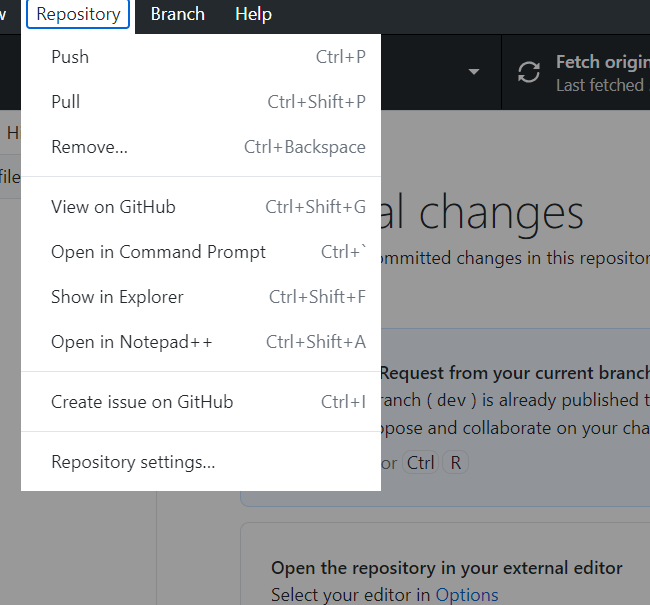 Repository Branch Help
Push Ctrl+P
Pull Ctrl+Shift+P
Remove... Ctrl+Backspace
View on GitHub Ctrl+Shift+G
Open in Command Prompt Ctrl+`
Show in Explorer Ctrl+Shift+F
Open in Notepad++ Ctrl+Shift+A
Create issue on GitHub Ctrl+I
Repository settings...
Fetch origin
Last fetched
al changes
ommitted changes in this repositor
Request from your current branch
ranch (dev) is already published t
pose and collaborate on your cha
or Ctrl R
Open the repository in your external editor
Select your editor in Options